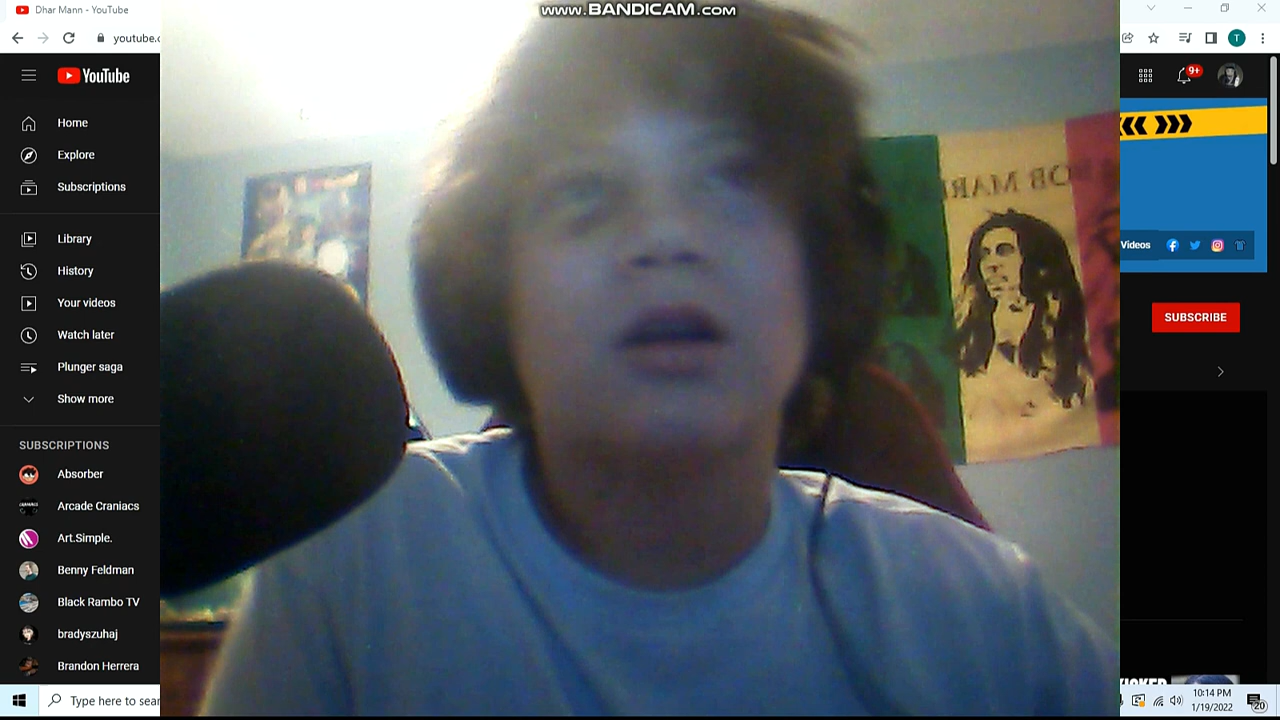 www.BANDICAM.com
Dhar Mann - YouTube
youtube.c
T
YouTube
9+
Home
Explore
Subscriptions
Library
History
Your videos
Watch later
Plunger saga
Show more
SUBSCRIPTIONS
Absorber
Arcade Craniacs
Art.Simple.
Benny Feldman
Black Rambo TV
bradyszuhaj
Brandon Herrera
BOB MAR
Videos
SUBSCRIBE
Type here to sear
10:14 PM
1/19/2022
20